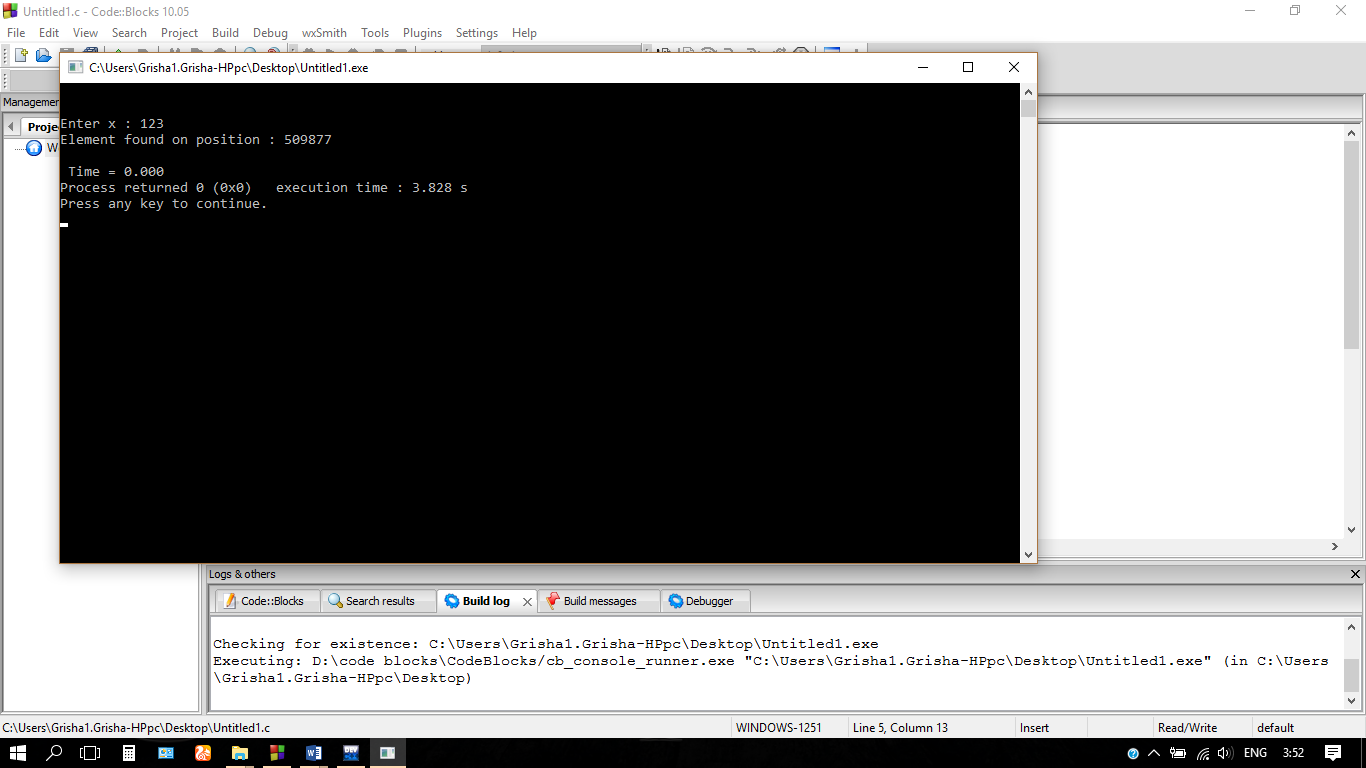 Untitled1.c - Code::Blocks 10.05
File Edit View Search Project Build Debug wxSmith Tools Plugins Settings Help
C:\Users\Grisha1.Grisha-HPpc\Desktop\Untitled1.exe
Enter x : 123
Element found on position : 509877
Time = 0.000
Process returned 0 (0x0)   execution time : 3.828 s
Press any key to continue.
Logs & others
Code::Blocks Search results Build log Build messages Debugger
Checking for existence: C:\Users\Grisha1.Grisha-HPpc\Desktop\Untitled1.exe
Executing: D:\code blocks\CodeBlocks/cb_console_runner.exe "C:\Users\Grisha1.Grisha-HPpc\Desktop\Untitled1.exe" (in C:\Users
\Grisha1.Grisha-HPpc\Desktop)
C:\Users\Grisha1.Grisha-HPpc\Desktop\Untitled1.c WINDOWS-1251 Line 5, Column 13 Insert Read/Write default
ENG 3:52